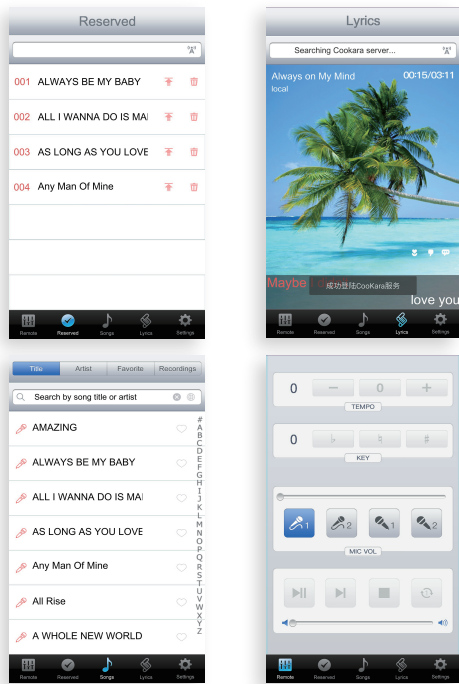 Reserved
001 ALWAYS BE MY BABY
002 ALL I WANNA DO IS MAI
003 AS LONG AS YOU LOVE
004 Any Man Of Mine
Remote Reserved Songs Lyrics Settings
Lyrics
Searching Cookara server...
Always on My Mind 00:15/03:11
local
Maybe I
成功登陆CooKara服务
love you
Remote Reserved Songs Lyrics Settings
Title Artist Favorite Recordings
Search by song title or artist
#
A
AMAZING
B
C
D
E
ALWAYS BE MY BABY
F
G
H
I
ALL I WANNA DO IS MAI
J
K
L
M
AS LONG AS YOU LOVE
N
O
P
Q
Any Man Of Mine
R
S
T
U
All Rise
V
W
X
Y
A WHOLE NEW WORLD
Z
Remote Reserved Songs Lyrics Settings
0 − 0 +
TEMPO
0 ♭ ♮ #
KEY
1 2 1 2
MIC VOL
Remote Reserved Songs Lyrics Settings